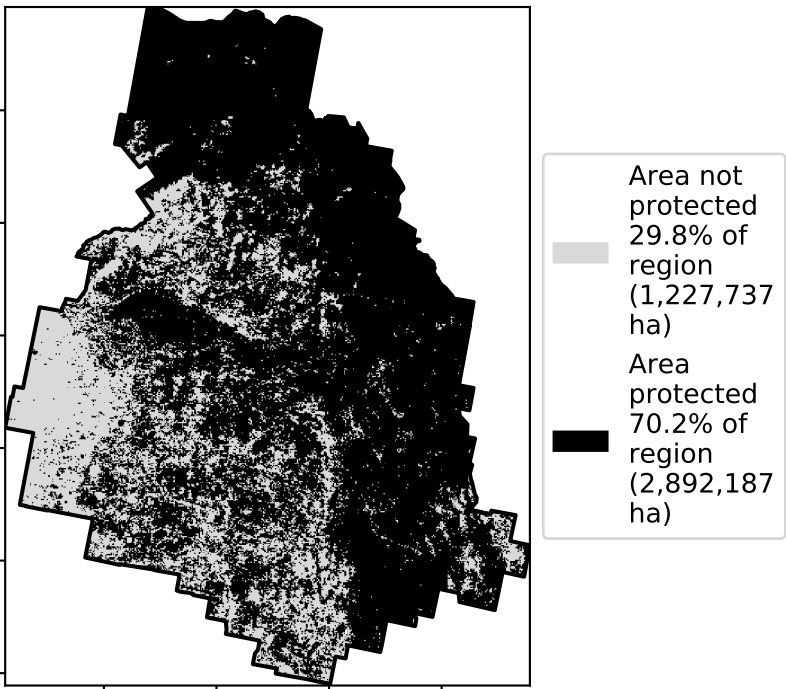 Area not
protected
29.8% of
region
(1,227,737
ha)
Area
protected
70.2% of
region
(2,892,187
ha)